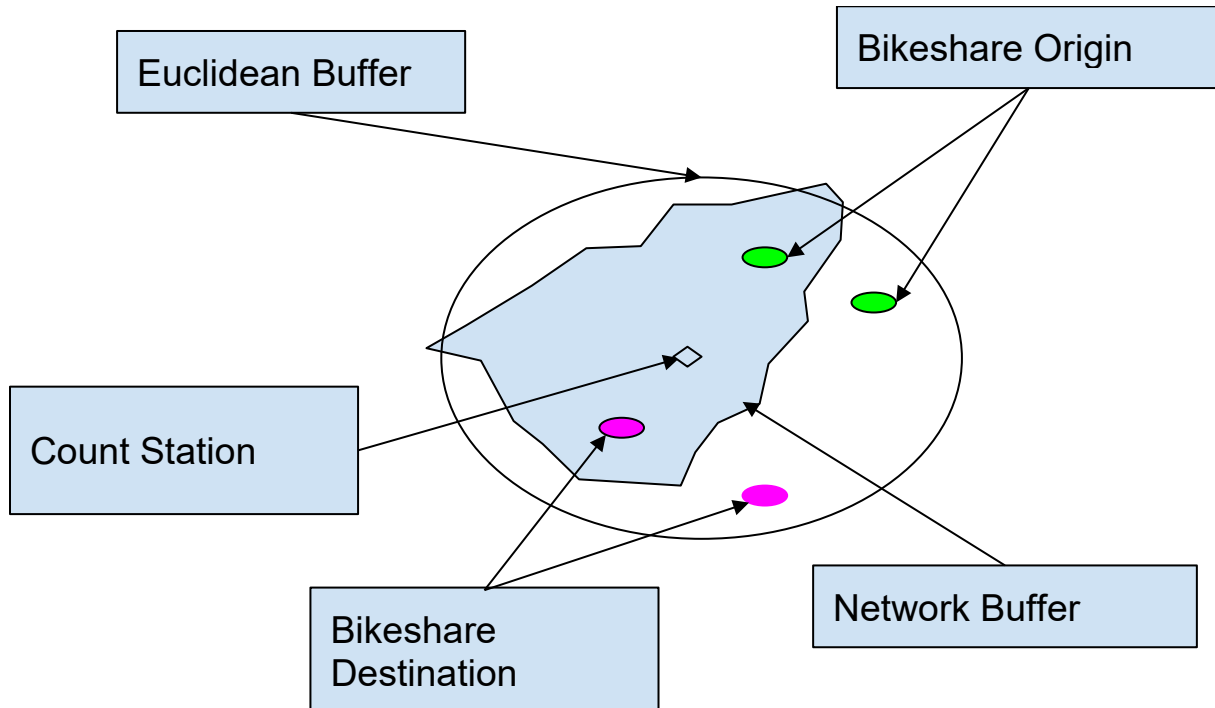 Euclidean Buffer
Bikeshare Origin
Count Station
Bikeshare
Destination
Network Buffer